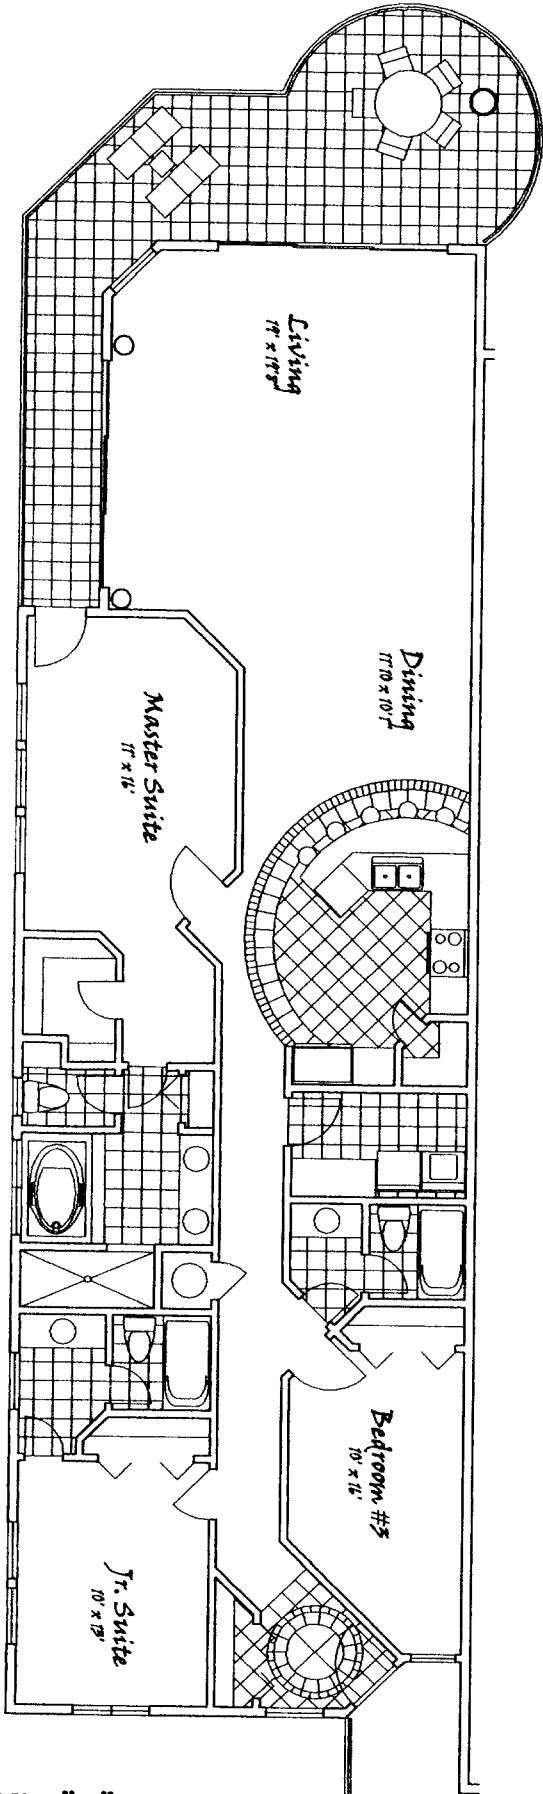 Living
Dining
Master Suite
11' x 16'
Bedroom #3
10' x 16'
Jr. Suite
10' x 13'